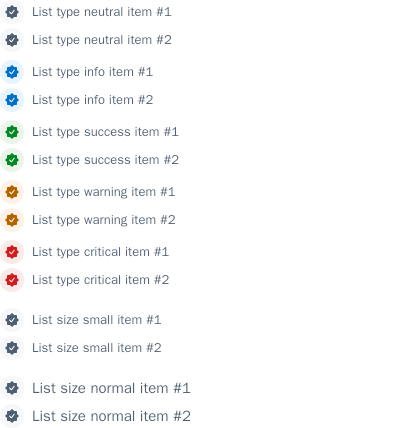 List type neutral item #1
List type neutral item #2
List type info item #1
List type info item #2
List type success item #1
List type success item #2
List type warning item #1
List type warning item #2
List type critical item #1
List type critical item #2
List size small item #1
List size small item #2
List size normal item #1
List size normal item #2